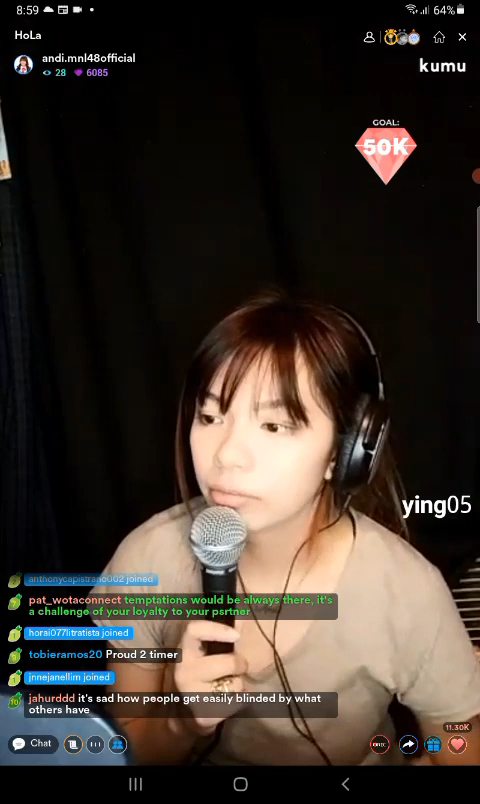 8:59
64%
HoLa
andi.mnl48official
28 6085
kumu
GOAL:
50K
ying05
anthonycapistrano002 joined
pat_wotaconnect temptations would be always there, it's
a challenge of your loyalty to your psrtner
horai077litratista joined
tobieramos20 Proud 2 timer
jnnejanellim joined
jahurddd it's sad how people get easily blinded by what
others have
11.30K
Chat